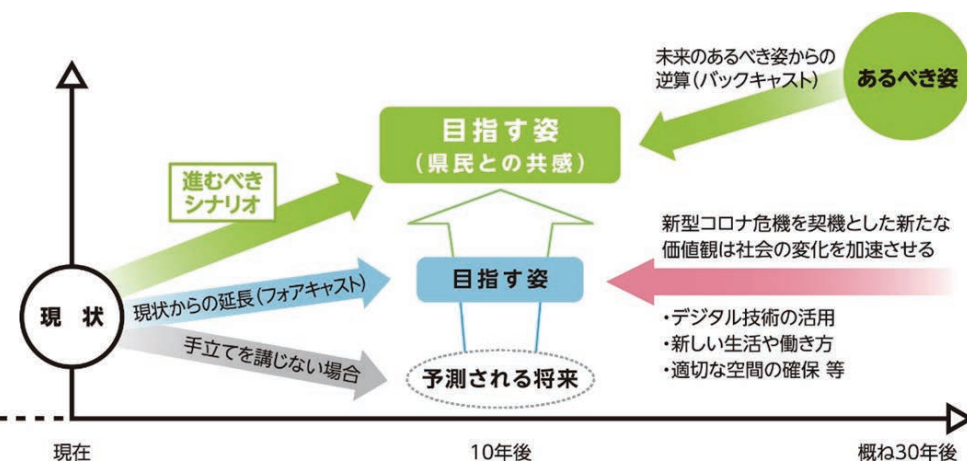 未来のあるべき姿からの
逆算(バックキャスト)
あるべき姿
目指す姿
(県民との共感)
進むべき
シナリオ
新型コロナ危機を契機とした新たな
価値観は社会の変化を加速させる
現状
現状からの延長(フォアキャスト)
目指す姿
手立てを講じない場合
予測される将来
・デジタル技術の活用
・新しい生活や働き方
・適切な空間の確保 等
現在
10年後
概ね30年後